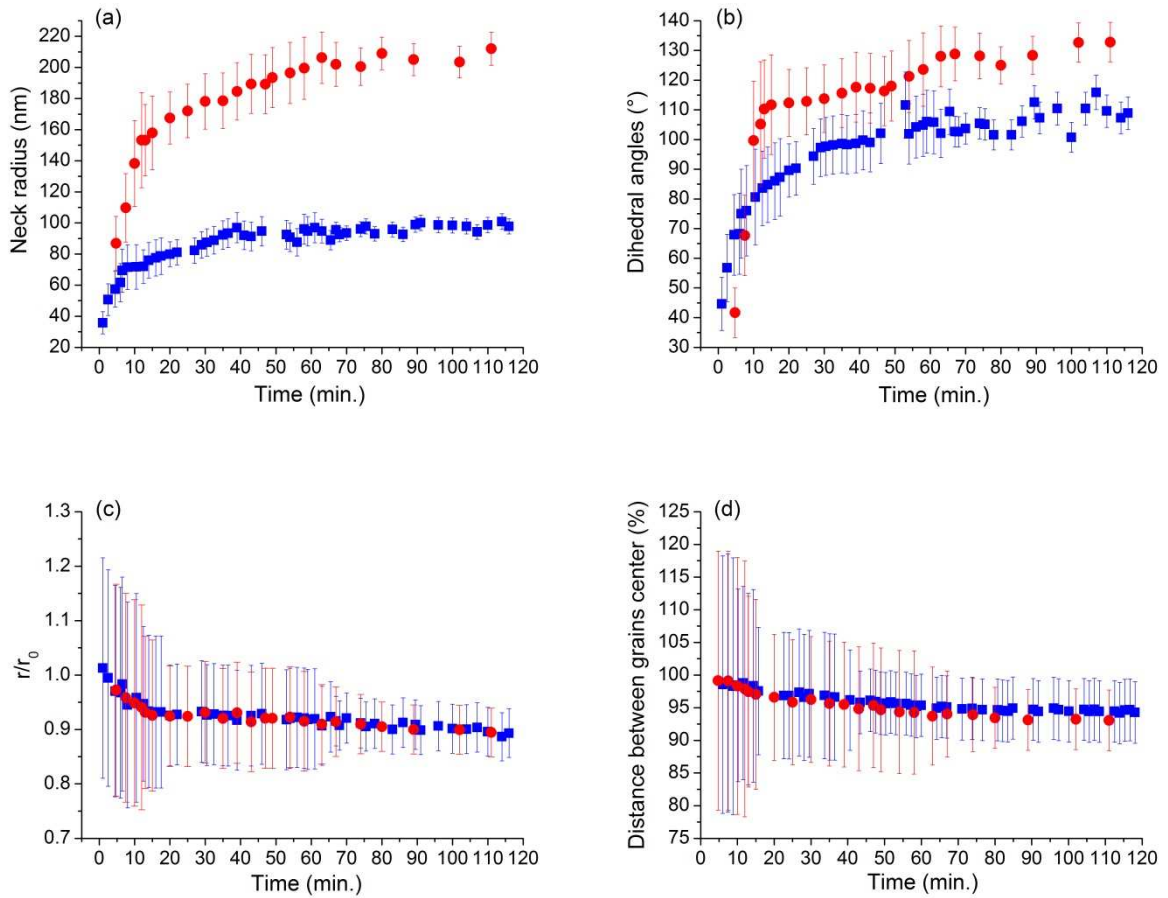 (a)
Neck radius (nm)
220
200
180
160
140
120
100
80
60
40
20
0 10 20 30 40 50 60 70 80 90 100 110 120
Time (min.)
(b)
Dihedral angles (°)
140
130
120
110
100
90
80
70
60
50
40
30
0 10 20 30 40 50 60 70 80 90 100 110 120
Time (min.)
(c)
r/r0
1.3
1.2
1.1
1.0
0.9
0.8
0.7
0 10 20 30 40 50 60 70 80 90 100 110 120
Time (min.)
(d)
Distance between grains center (%)
125
120
115
110
105
100
95
90
85
80
75
0 10 20 30 40 50 60 70 80 90 100 110 120
Time (min.)